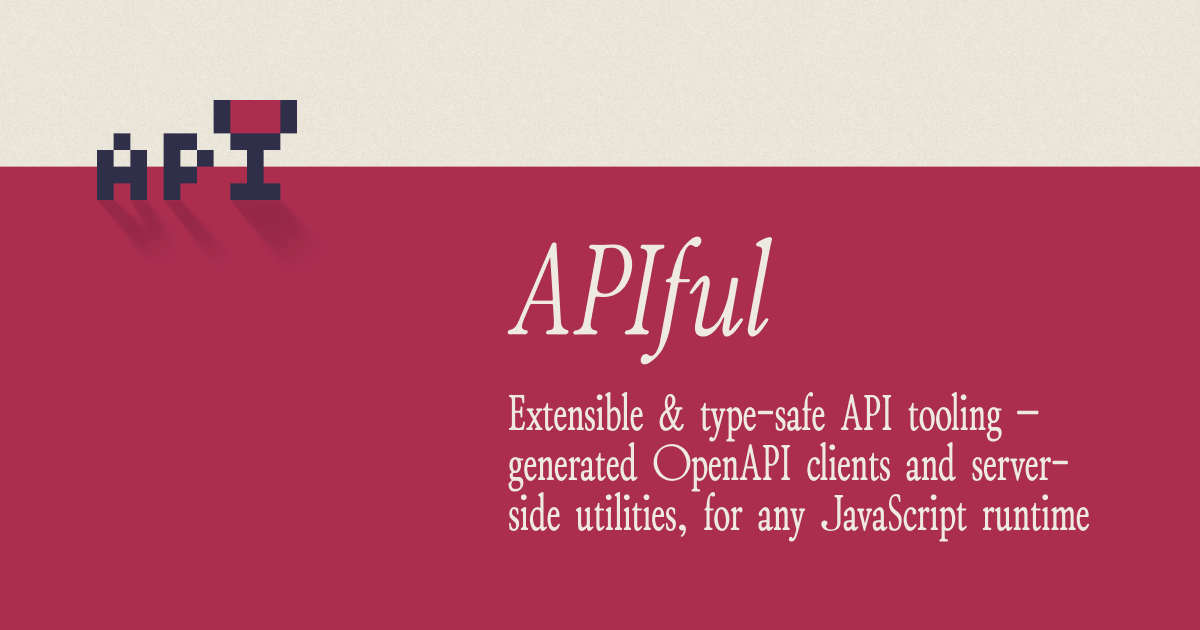 API
APIful
Extensible & type-safe API tooling –
generated OpenAPI clients and server-
side utilities, for any JavaScript runtime